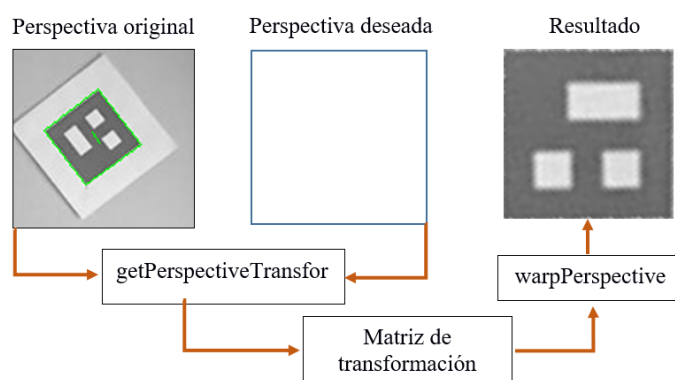 Perspectiva original
Perspectiva deseada
Resultado
getPerspectiveTransfor
warpPerspective
Matriz de
transformación